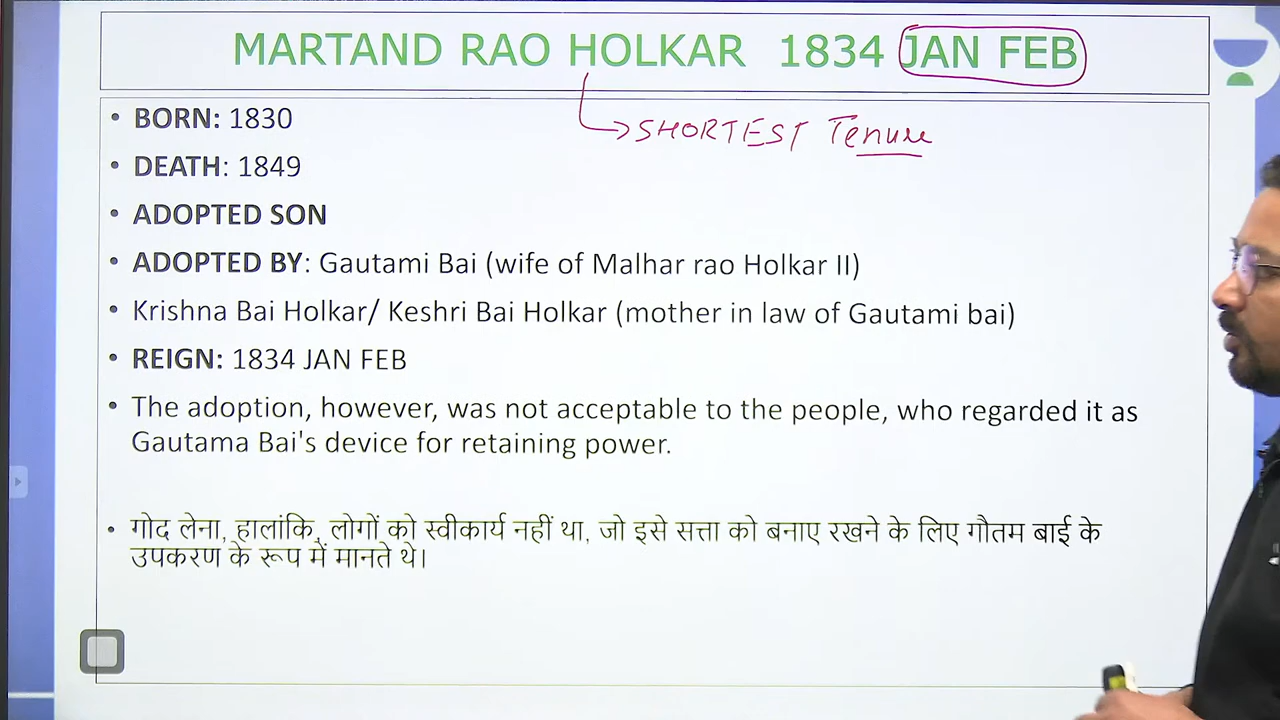 MARTAND RAO HOLKAR 1834 JAN FEB
SHORTEST Tenure
• BORN: 1830
• DEATH: 1849
• ADOPTED SON
• ADOPTED BY: Gautami Bai (wife of Malhar rao Holkar II)
• Krishna Bai Holkar/ Keshri Bai Holkar (mother in law of Gautami bai)
• REIGN: 1834 JAN FEB
• The adoption, however, was not acceptable to the people, who regarded it as
Gautama Bai's device for retaining power.
• गोद लेना, हालांकि, लोगों को स्वीकार्य नहीं था, जो इसे सत्ता को बनाए रखने के लिए गौतम बाई के
उपकरण के रूप में मानते थे।